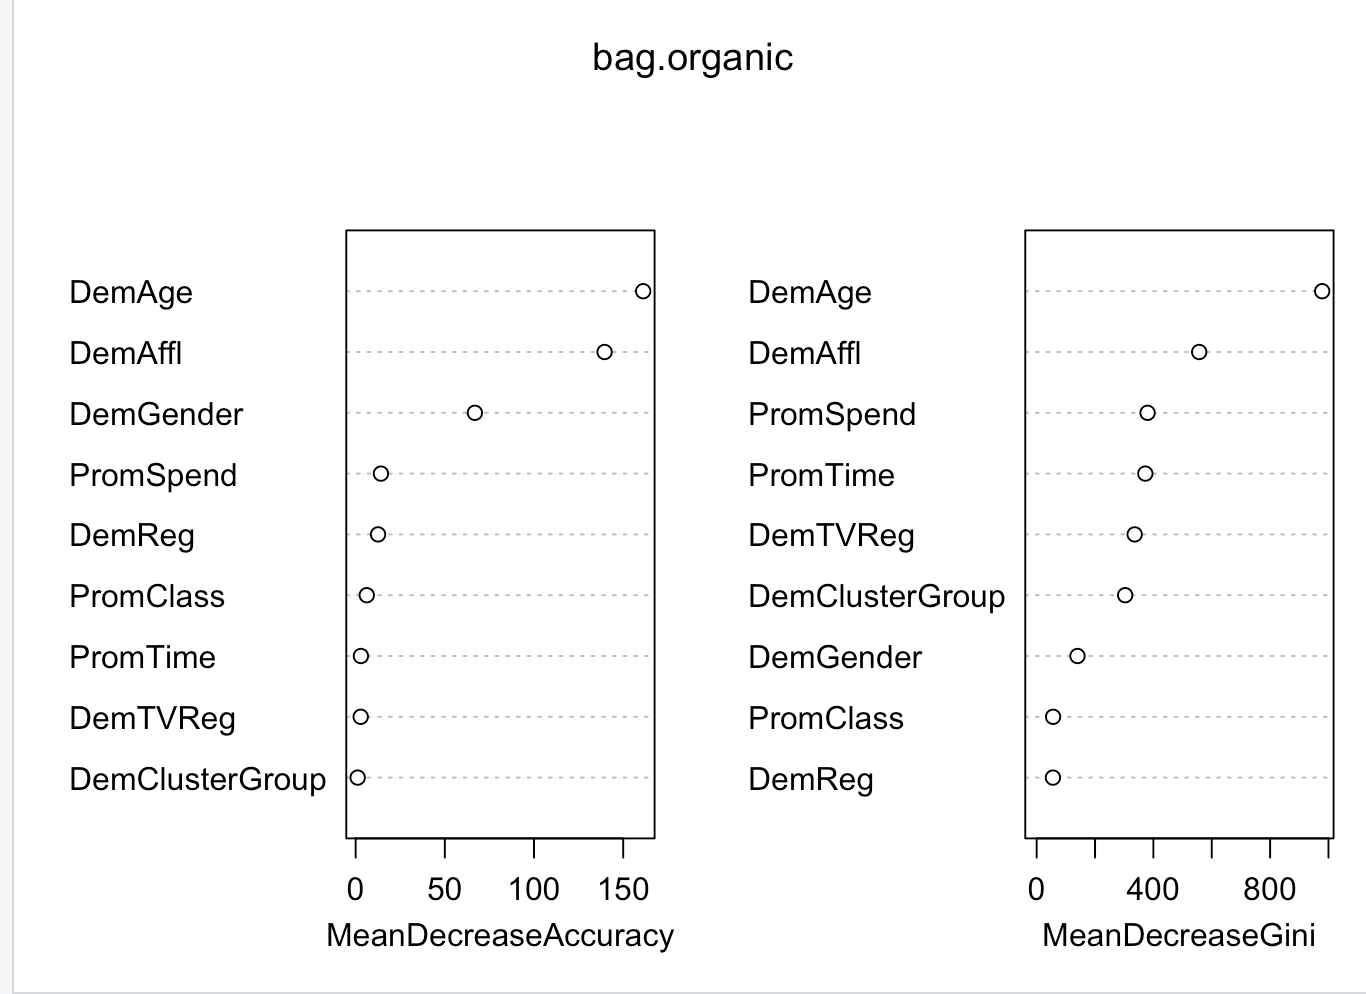 bag.organic
DemAge
DemAffl
DemGender
PromSpend
DemReg
PromClass
PromTime
DemTVReg
DemClusterGroup
0 50 100 150
MeanDecreaseAccuracy
DemAge
DemAffl
PromSpend
PromTime
DemTVReg
DemClusterGroup
DemGender
PromClass
DemReg
0 400 800
MeanDecreaseGini